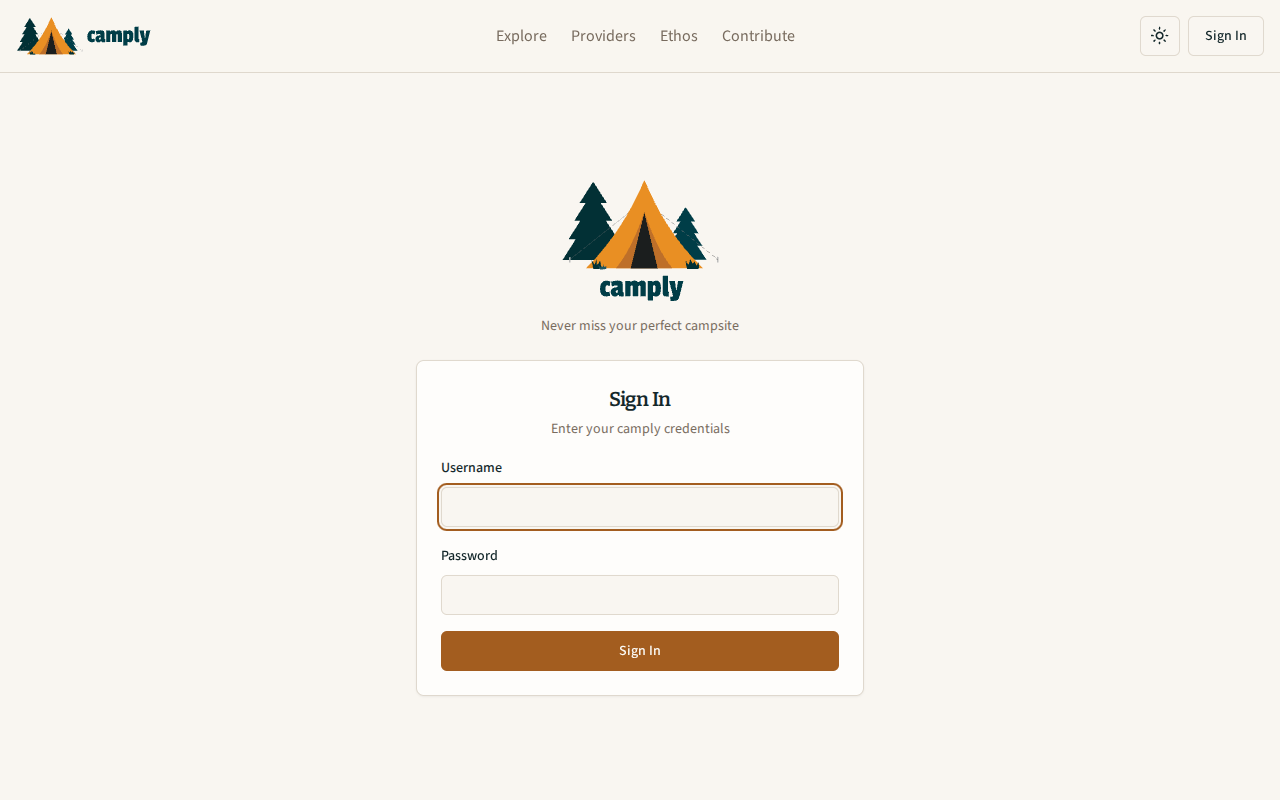 camply
Explore Providers Ethos Contribute
Sign In
camply
Never miss your perfect campsite
Sign In
Enter your camply credentials
Username
Password
Sign In